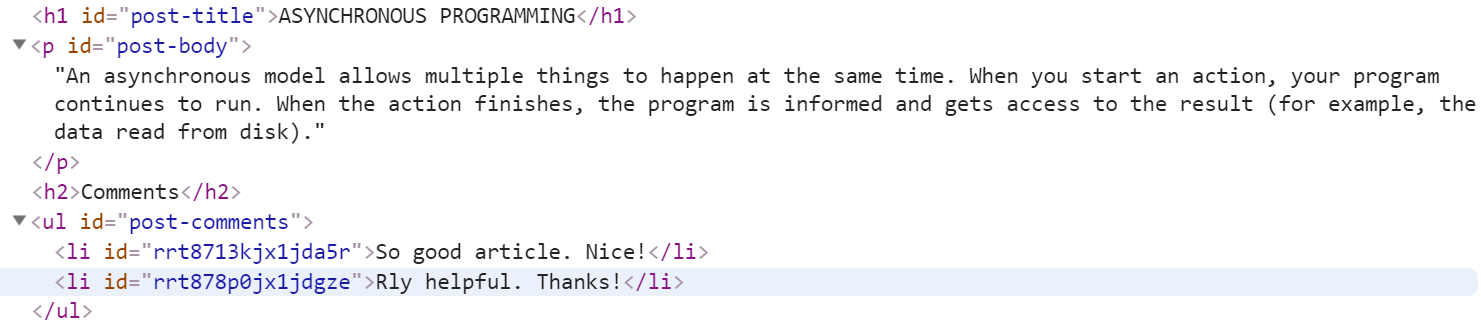 <h1 id="post-title">ASYNCHRONOUS PROGRAMMING</h1>
▼<p id="post-body">
"An asynchronous model allows multiple things to happen at the same time. When you start an action, your program
continues to run. When the action finishes, the program is informed and gets access to the result (for example, the
data read from disk)."
</p>
<h2>Comments</h2>
▼<ul id="post-comments">
<li id="rrt8713kjx1jda5r">So good article. Nice!</li>
<li id="rrt878p0jx1jdgze">Rly helpful. Thanks!</li>
</ul>